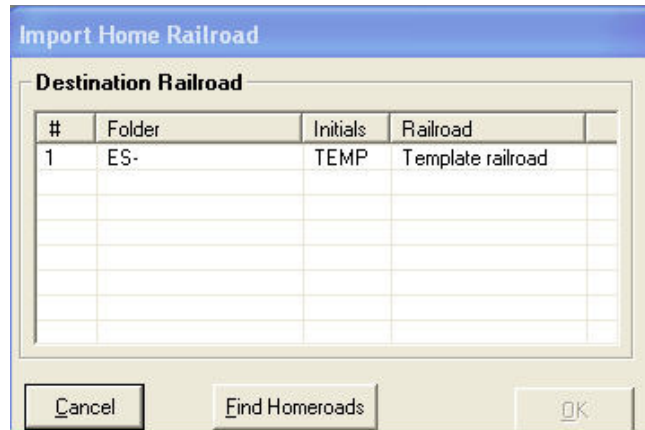 Import Home Railroad
Destination Railroad
# Folder Initials Railroad
1 ES- TEMP Template railroad
Cancel Find Homeroads OK